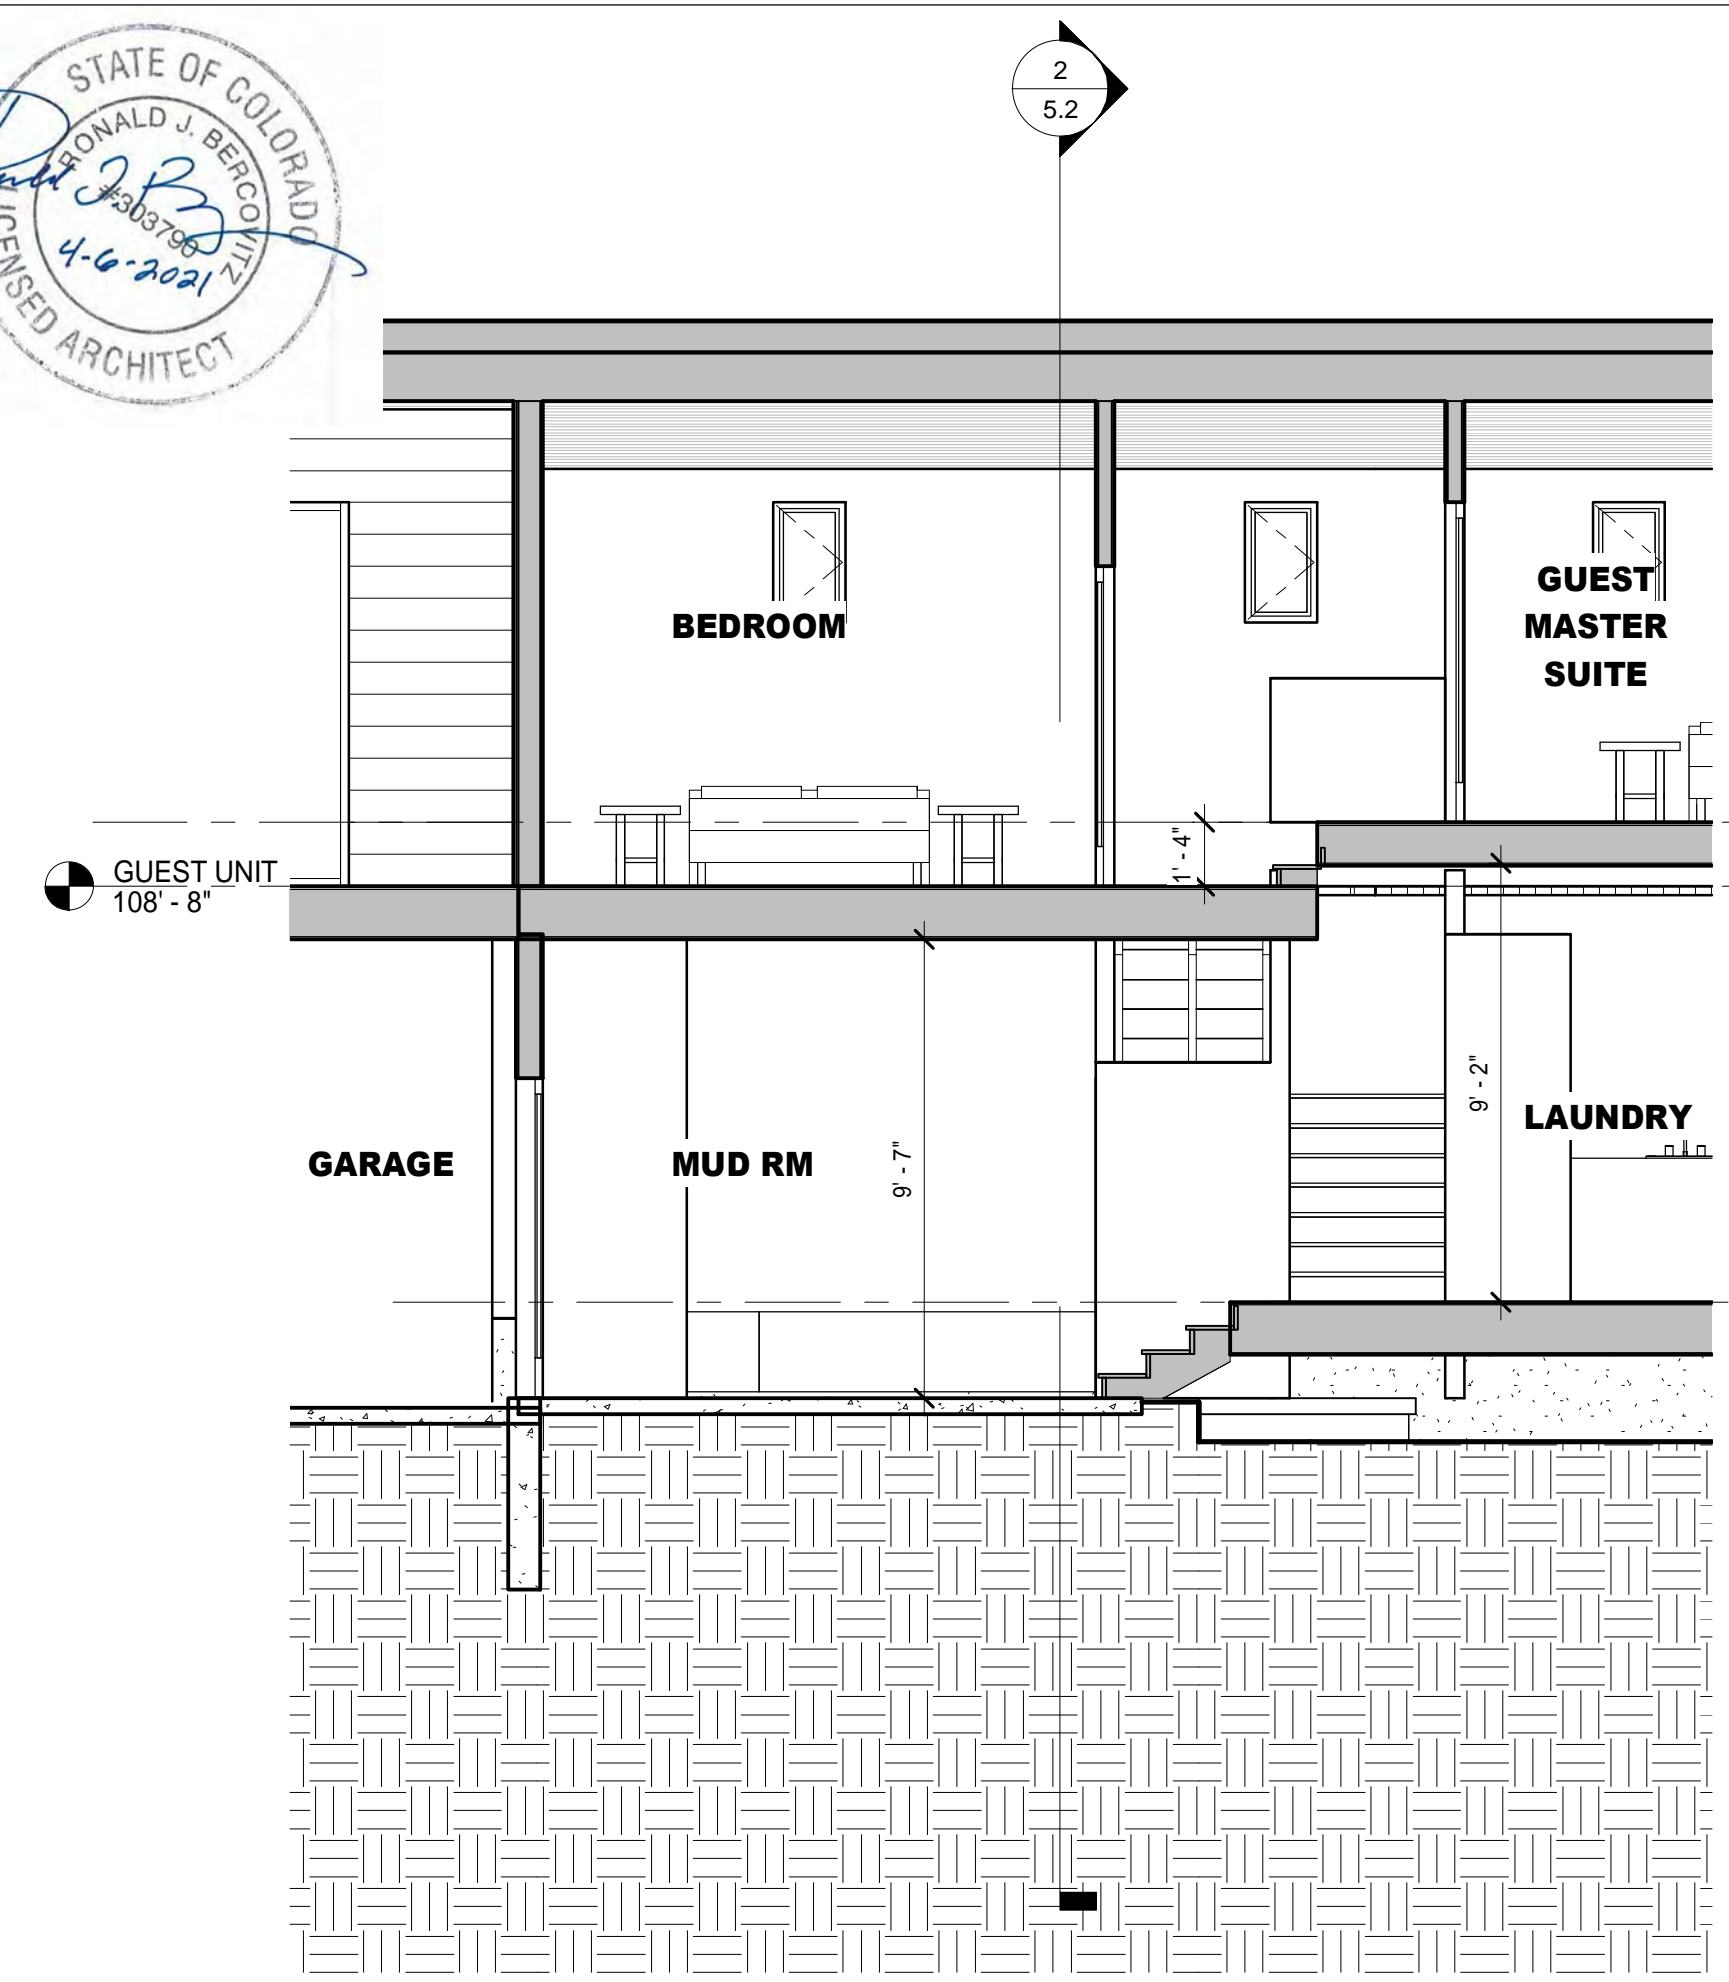 STATE OF COLORADO
RONALD J. BERCOVITZ
#303790
4-6-2021
LICENSED ARCHITECT
2
5.2
BEDROOM
GUEST
MASTER
SUITE
1' - 4"
GUEST UNIT
108' - 8"
9' - 2"
LAUNDRY
GARAGE
MUD RM
9' - 7"